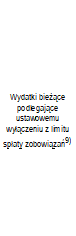 Wydatki bieżące
podlegające
ustawowemu
wyłączeniu z limitu
spłaty zobowiązań9)